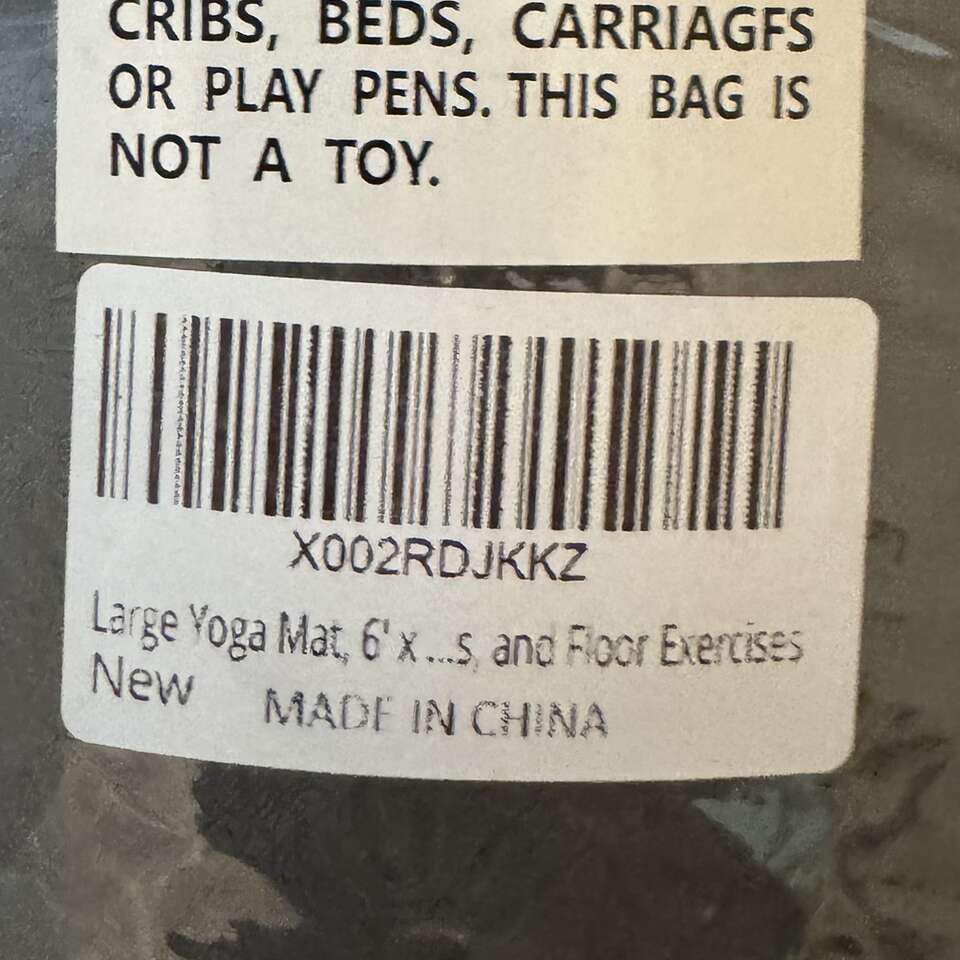 CRIBS, BEDS, CARRIAGES
OR PLAY PENS. THIS BAG IS
NOT A TOY.
X002RDJKKZ
Large Yoga Mat, 6' x ...s, and Floor Exercises
New
MADE IN CHINA